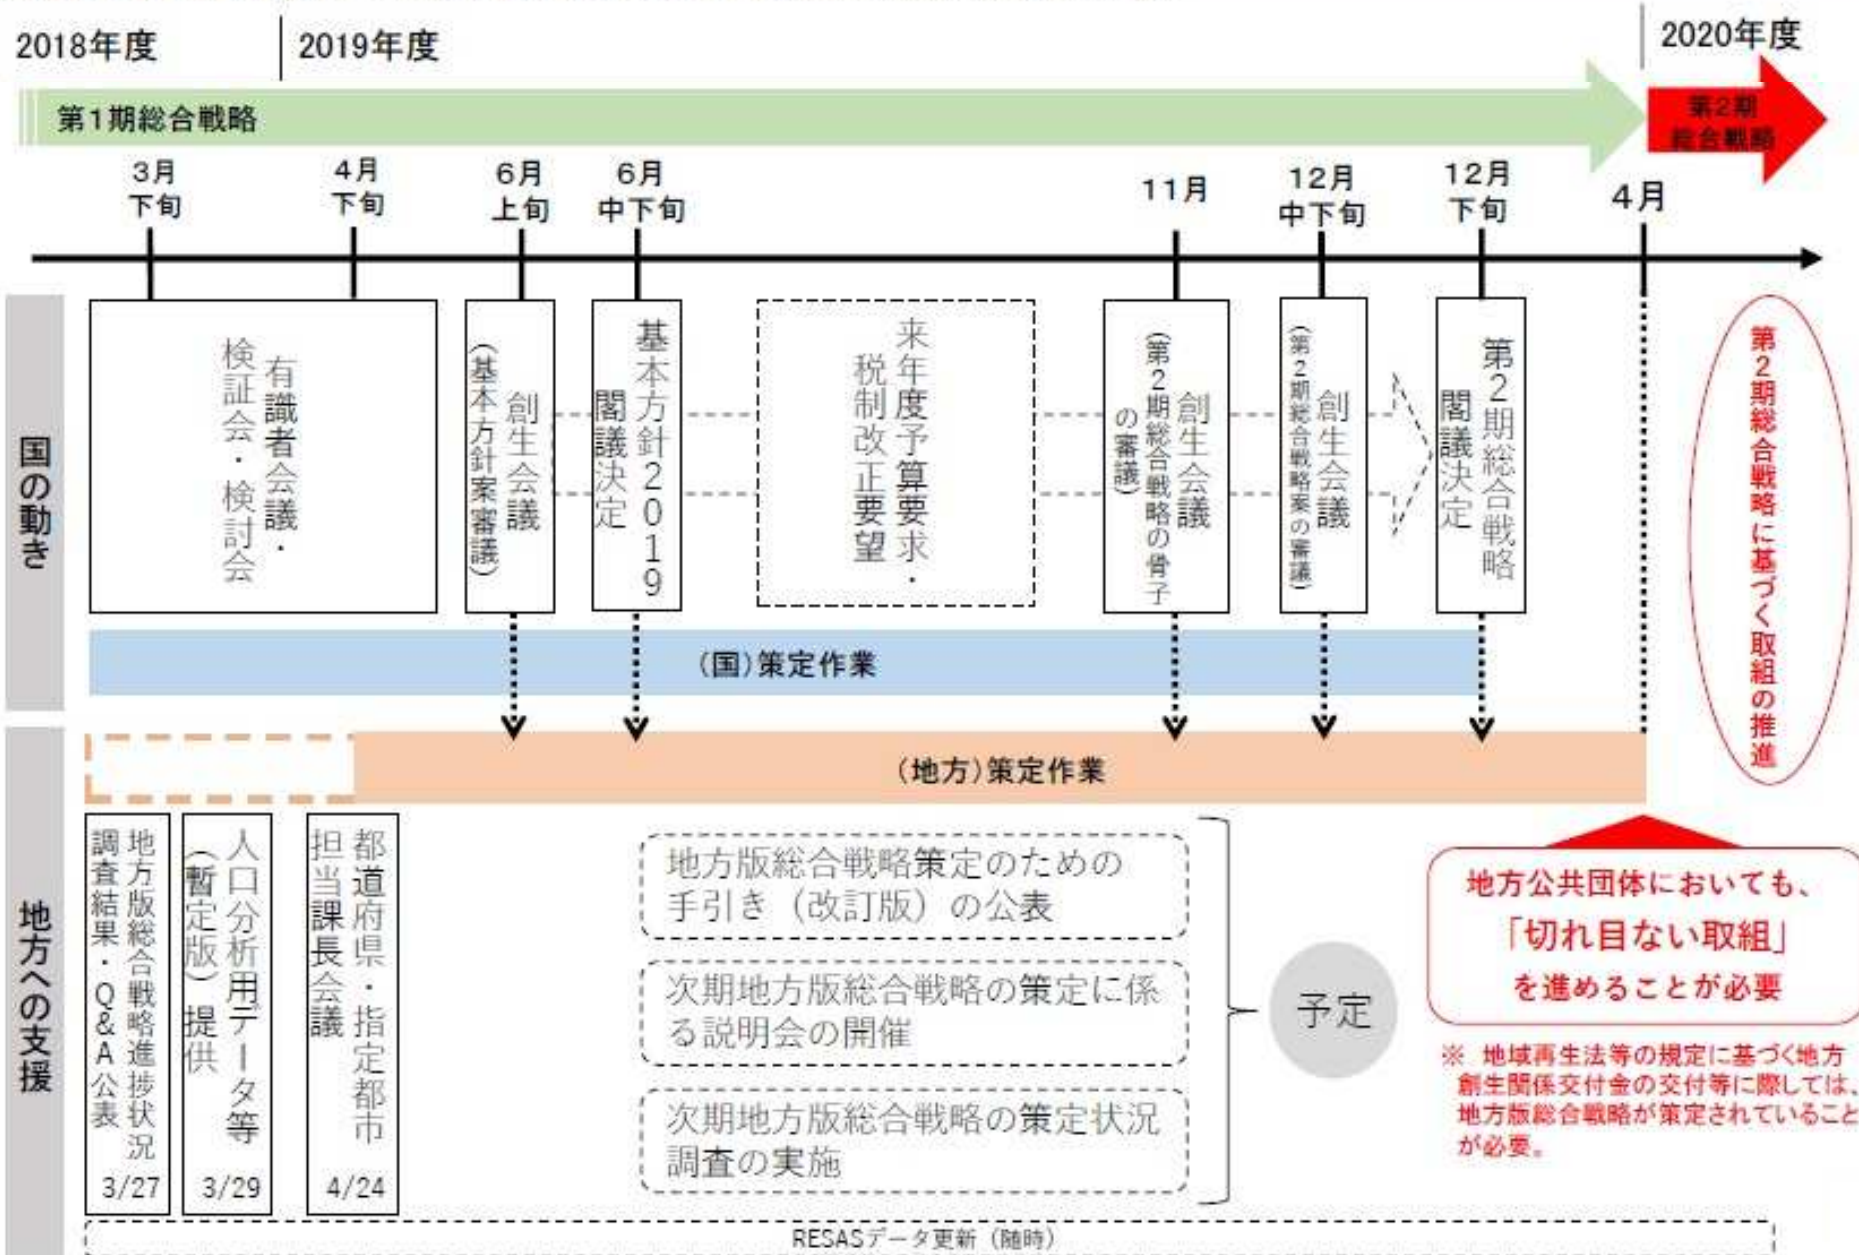 2018年度
2019年度
2020年度
第1期総合戦略
第2期
総合戦略
3月
下旬
4月
下旬
6月
上旬
6月
中下旬
11月
12月
中下旬
12月
下旬
4月
国の動き
有識者会議・
検証会・検討会
創生会議
(基本方針案審議)
基本方針2019
閣議決定
来年度予算要求・
税制改正要望
創生会議
(第2期総合戦略の骨子
の審議)
創生会議
(第2期総合戦略案の審議)
第2期総合戦略
閣議決定
第2期総合戦略に基づく取組の推進
(国)策定作業
地方への支援
(地方)策定作業
地方版総合戦略進捗状況
調査結果・Q&A公表
3/27
人口分析用データ等
(暫定版)提供
3/29
都道府県・指定都市
担当課長会議
4/24
地方版総合戦略策定のための
手引き（改訂版）の公表
次期地方版総合戦略の策定に係
る説明会の開催
次期地方版総合戦略の策定状況
調査の実施
予定
地方公共団体においても、
「切れ目ない取組」
を進めることが必要
※ 地域再生法等の規定に基づく地方
創生関係交付金の交付等に際しては、
地方版総合戦略が策定されていること
が必要。
RESASデータ更新（随時）